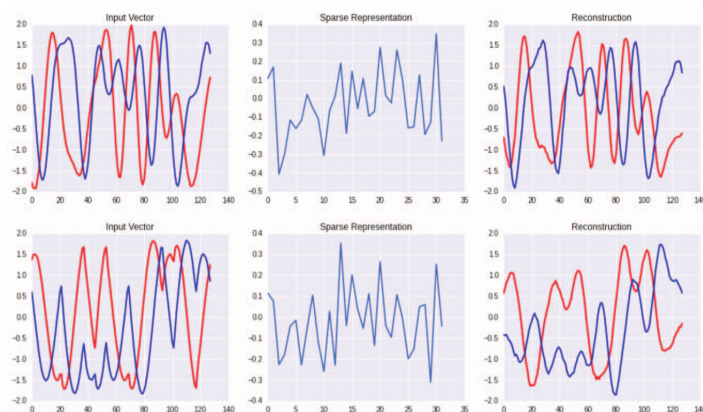 Input Vector
Sparse Representation
Reconstruction
2.0 1.5 1.0 0.5 0.0 −0.5 −1.0 −1.5 −2.0
0 20 40 60 80 100 120 140
0.4 0.3 0.2 0.1 0.0 −0.1 −0.2 −0.3 −0.4 −0.5
0 5 10 15 20 25 30 35
2.0 1.5 1.0 0.5 0.0 −0.5 −1.0 −1.5 −2.0
0 20 40 60 80 100 120 140
Input Vector
Sparse Representation
Reconstruction
2.0 1.5 1.0 0.5 0.0 −0.5 −1.0 −1.5 −2.0
0 20 40 60 80 100 120 140
0.4 0.3 0.2 0.1 0.0 −0.1 −0.2 −0.3 −0.4
0 5 10 15 20 25 30 35
2.0 1.5 1.0 0.5 0.0 −0.5 −1.0 −1.5 −2.0
0 20 40 60 80 100 120 140